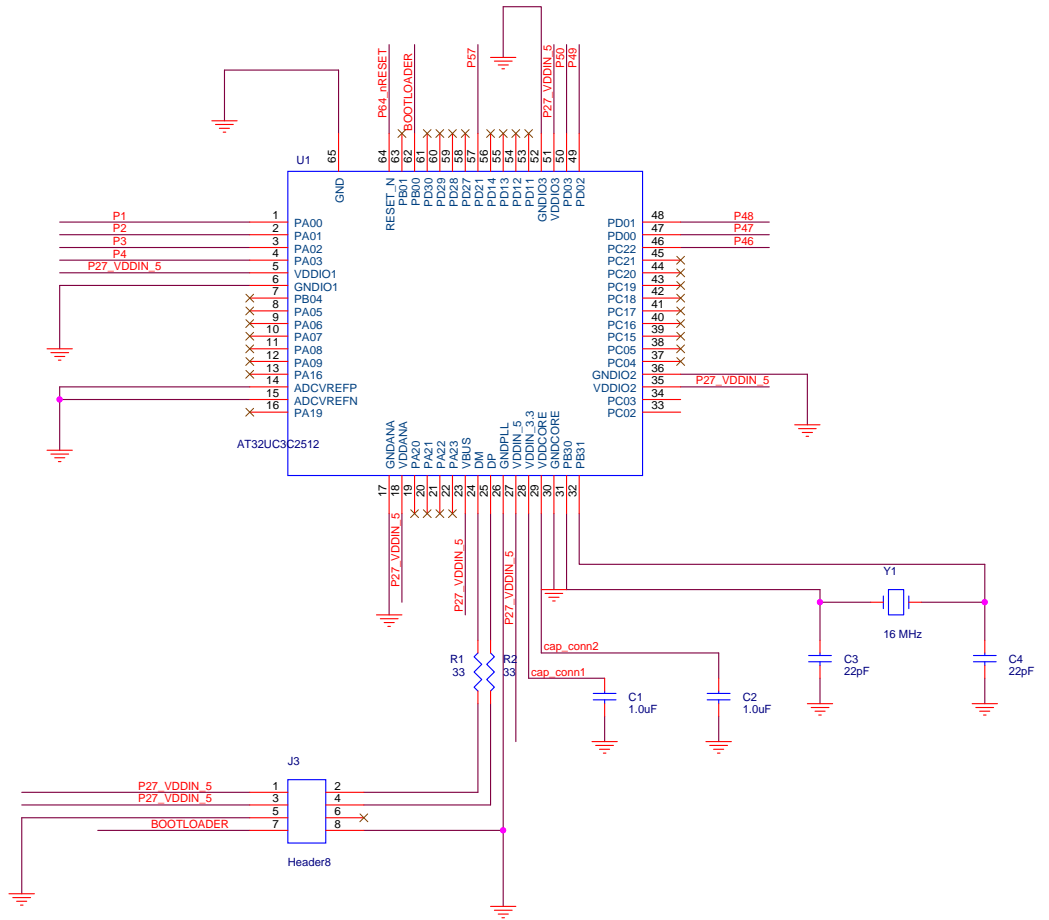 P64_nRESET
BOOTLOADER
P57
P27_VDDIN_5
P50
P49
U1
65
64
63
62
61
60
59
58
57
56
55
54
53
52
51
50
49
GND
RESET_N
PB01
PB00
PD30
PD29
PD28
PD27
PD21
PD14
PD13
PD12
PD11
GNDIO3
VDDIO3
PD03
PD02
P1 1 PA00
P2 2 PA01
P3 3 PA02
P4 4 PA03
P27_VDDIN_5 5 VDDIO1
6 GNDIO1
7 PB04
8 PA05
9 PA06
10 PA07
11 PA08
12 PA09
13 PA16
14 ADCVREFP
15 ADCVREFN
16 PA19
PD01 48 P48
PD00 47 P47
PC22 46 P46
PC21 45
PC20 44
PC19 43
PC18 42
PC17 41
PC16 40
PC15 39
PC05 38
PC04 37
GNDIO2 36
VDDIO2 35 P27_VDDIN_5
PC03 34
PC02 33
AT32UC3C2512
GNDANA
VDDANA
PA20
PA21
PA22
PA23
VBUS
DM
DP
GNDPLL
VDDIN_5
VDDIN_3.3
VDDCORE
GNDCORE
PB30
PB31
17
18
19
20
21
22
23
24
25
26
27
28
29
30
31
32
P27_VDDIN_5
P27_VDDIN_5
P27_VDDIN_5
Y1
16 MHz
cap_conn2
cap_conn1
R1
33
R2
33
C1
1.0uF
C2
1.0uF
C3
22pF
C4
22pF
J3
P27_VDDIN_5 1 2
P27_VDDIN_5 3 4
5 6
BOOTLOADER 7 8
Header8